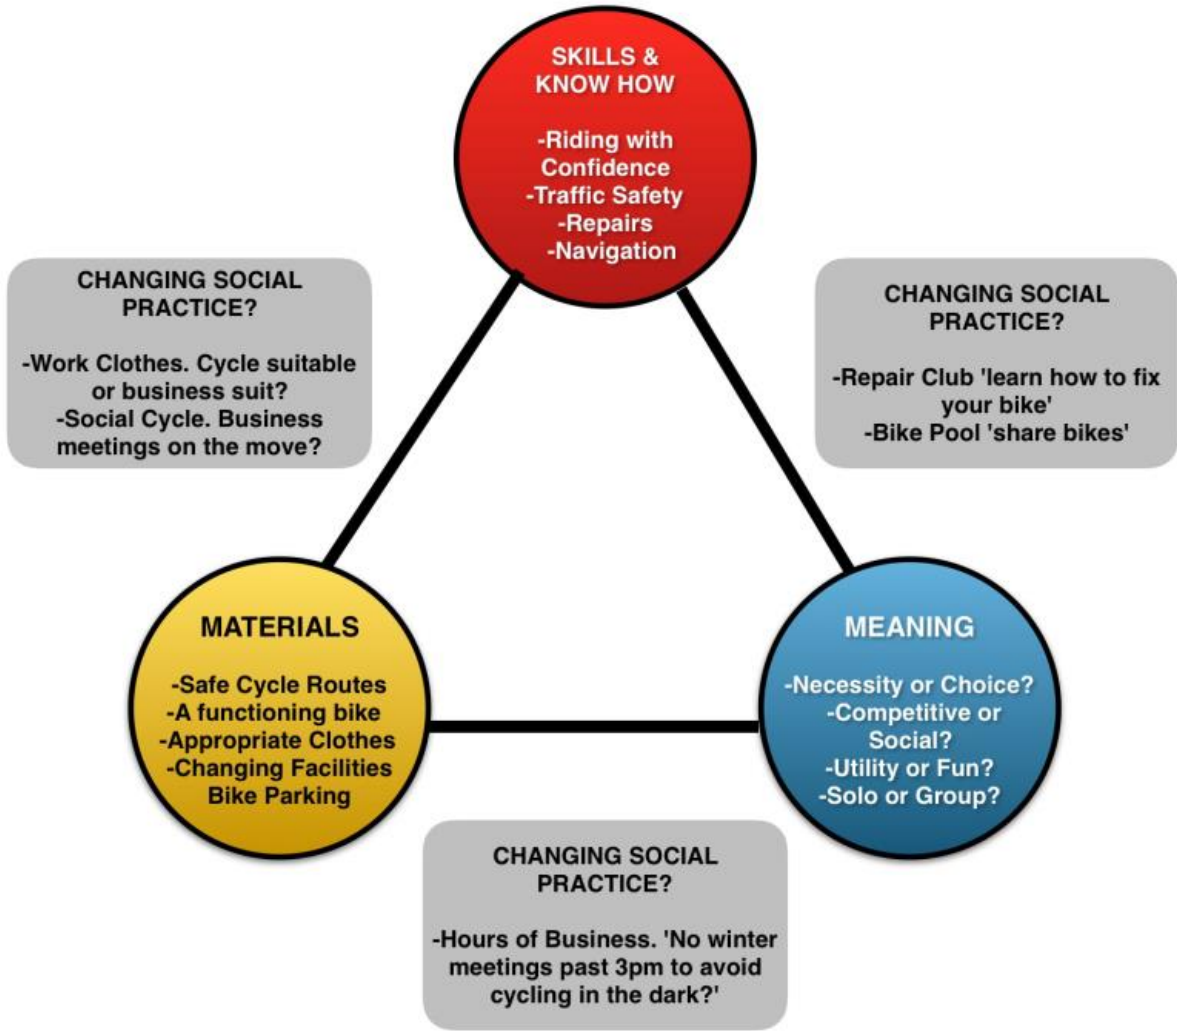 SKILLS &
KNOW HOW
-Riding with
Confidence
-Traffic Safety
-Repairs
-Navigation
CHANGING SOCIAL
PRACTICE?
-Work Clothes. Cycle suitable
or business suit?
-Social Cycle. Business
meetings on the move?
CHANGING SOCIAL
PRACTICE?
-Repair Club 'learn how to fix
your bike'
-Bike Pool 'share bikes'
MATERIALS
-Safe Cycle Routes
-A functioning bike
-Appropriate Clothes
-Changing Facilities
Bike Parking
MEANING
-Necessity or Choice?
-Competitive or
Social?
-Utility or Fun?
-Solo or Group?
CHANGING SOCIAL
PRACTICE?
-Hours of Business. 'No winter
meetings past 3pm to avoid
cycling in the dark?'